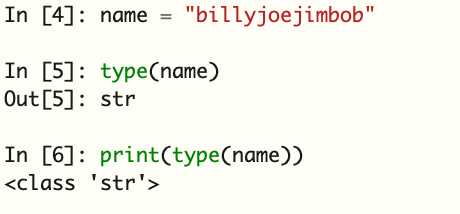 In [4]: name = "billyjoejimbob"
In [5]: type(name)
Out[5]: str
In [6]: print(type(name))
<class 'str'>